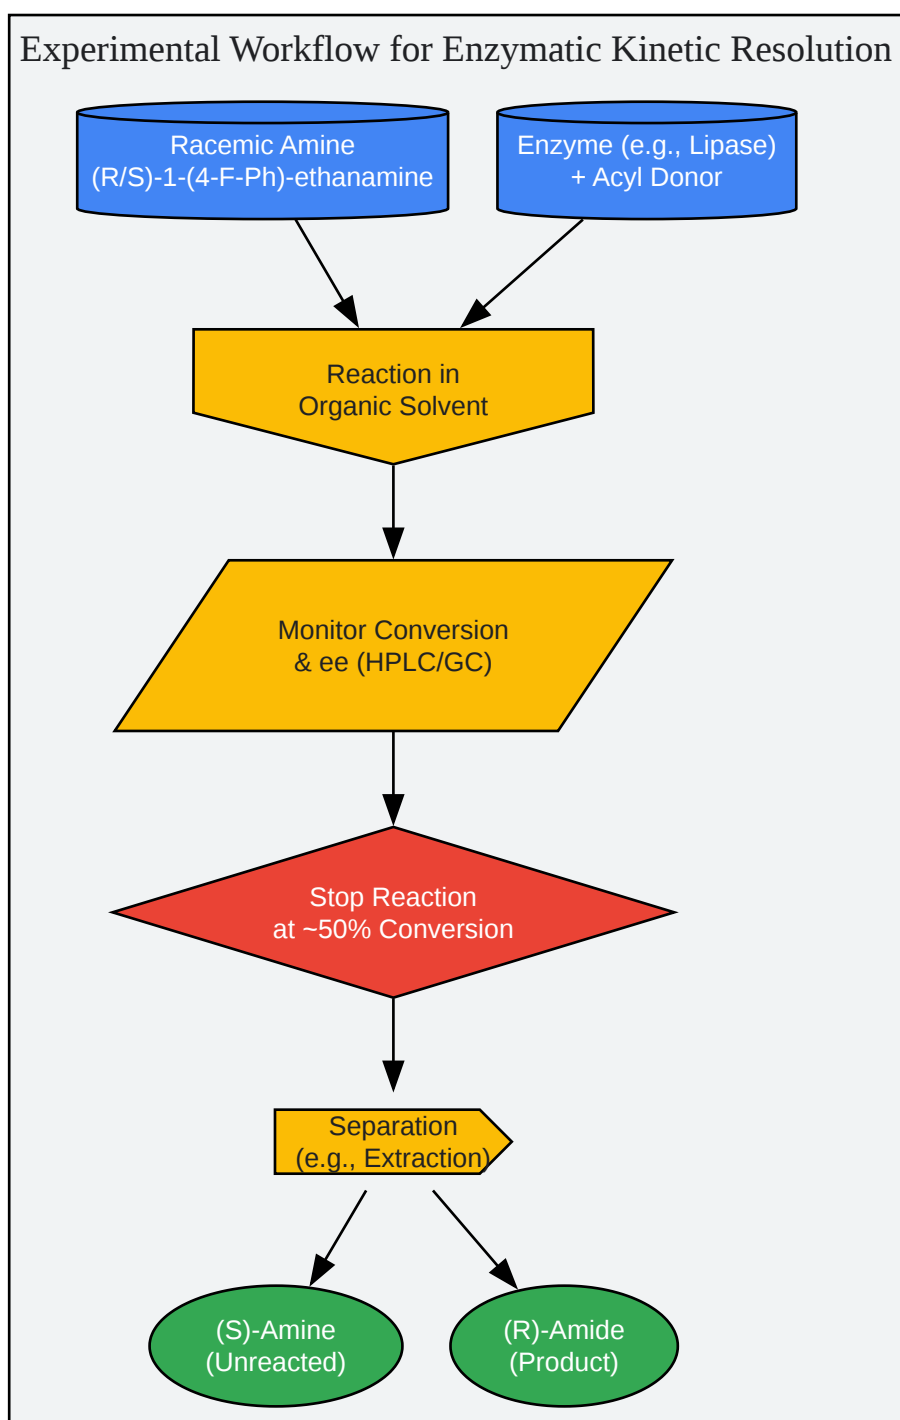 Experimental Workflow for Enzymatic Kinetic Resolution
Racemic Amine
(R/S)-1-(4-F-Ph)-ethanamine
Enzyme (e.g., Lipase)
+ Acyl Donor
Reaction in
Organic Solvent
Monitor Conversion
& ee (HPLC/GC)
Stop Reaction
at ~50% Conversion
Separation
(e.g., Extraction)
(S)-Amine
(Unreacted)
(R)-Amide
(Product)